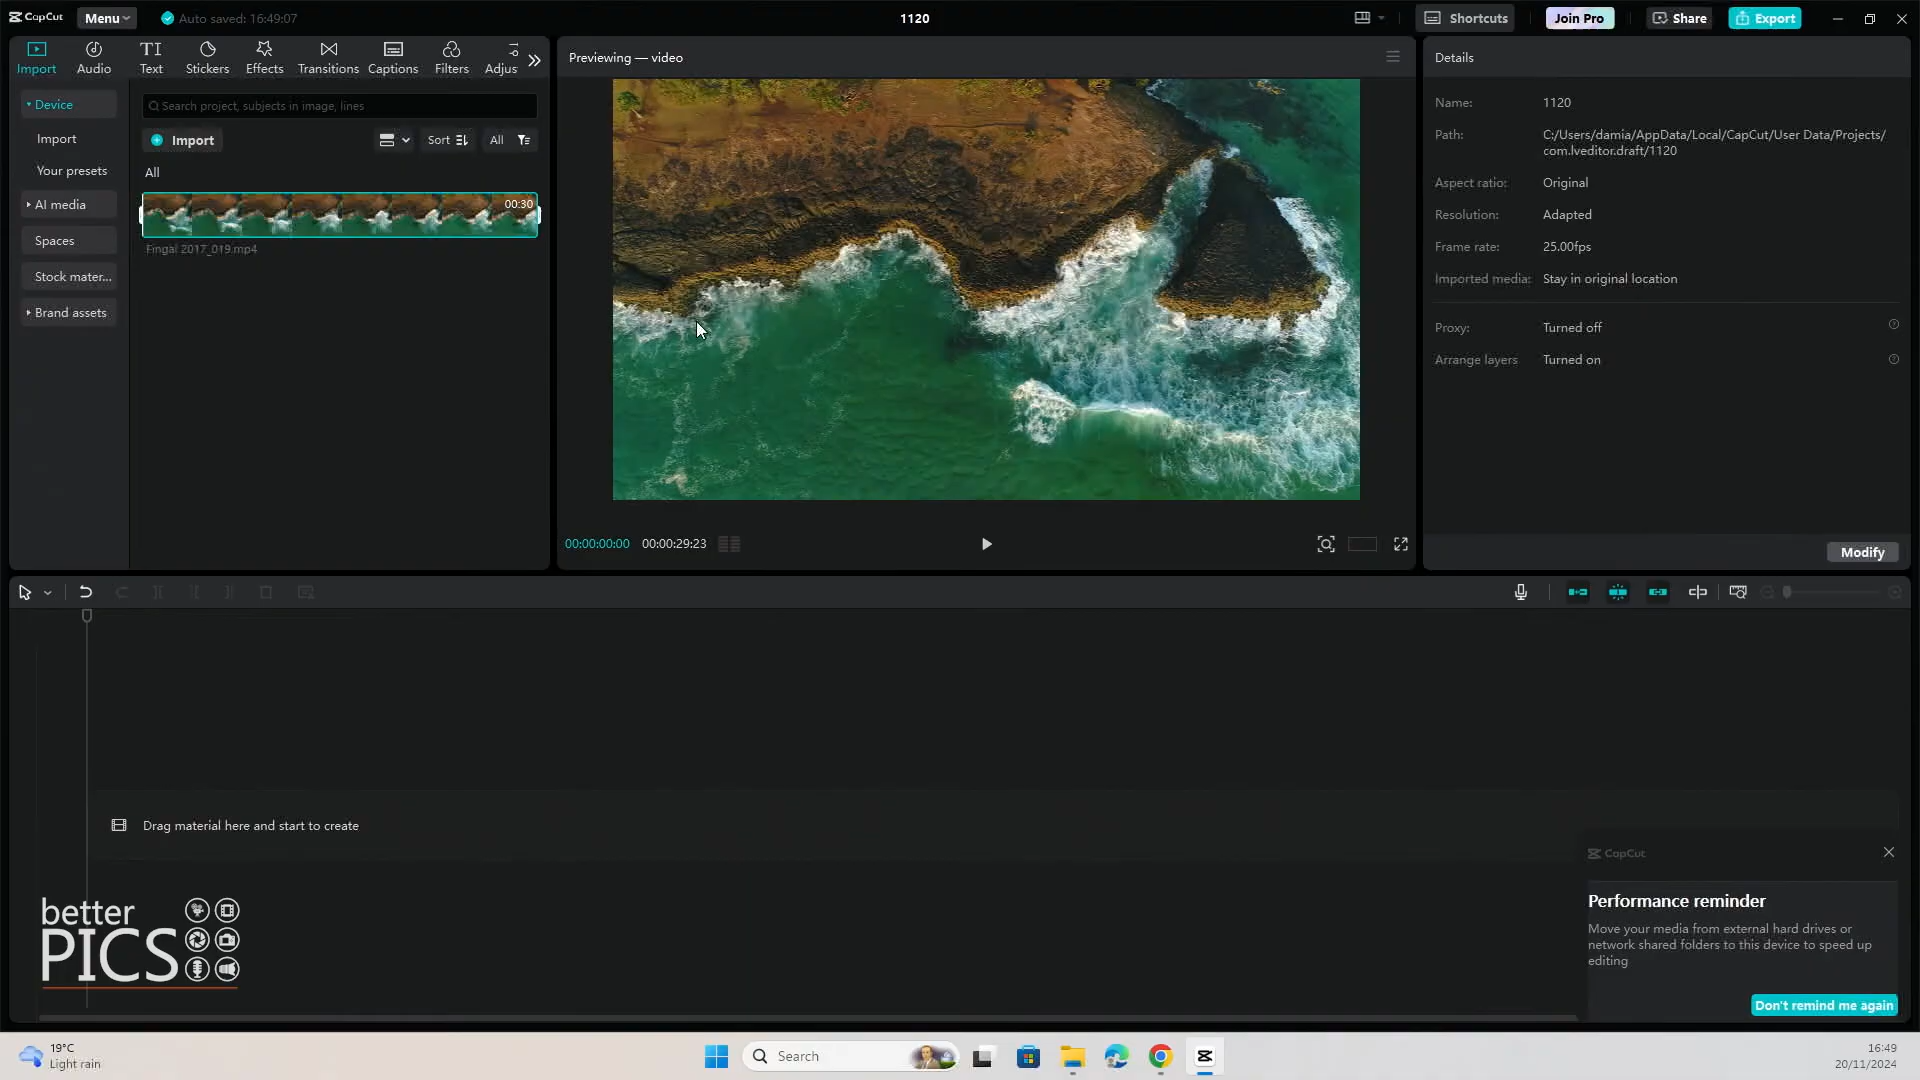 CapCut
Menu
Auto saved: 16:49:07
1120
Shortcuts
Join Pro
Share
Export
Import
Audio
Text
Stickers
Effects
Transitions
Captions
Filters
Adjus
Device
Import
Your presets
AI media
Spaces
Stock mater...
Brand assets
Search project, subjects in image, lines
Import
Sort
All
All
00:30
Fingal 2017_019.mp4
Previewing — video
00:00:00:00
00:00:29:23
Details
Name: 1120
Path: C:/Users/damia/AppData/Local/CapCut/User Data/Projects/
com.lveditor.draft/1120
Aspect ratio: Original
Resolution: Adapted
Frame rate: 25.00fps
Imported media: Stay in original location
Proxy: Turned off
Arrange layers Turned on
Modify
Drag material here and start to create
better
PICS
CapCut
Performance reminder
Move your media from external hard drives or
network shared folders to this device to speed up
editing
Don't remind me again
19°C
Light rain
Search
16:49
20/11/2024